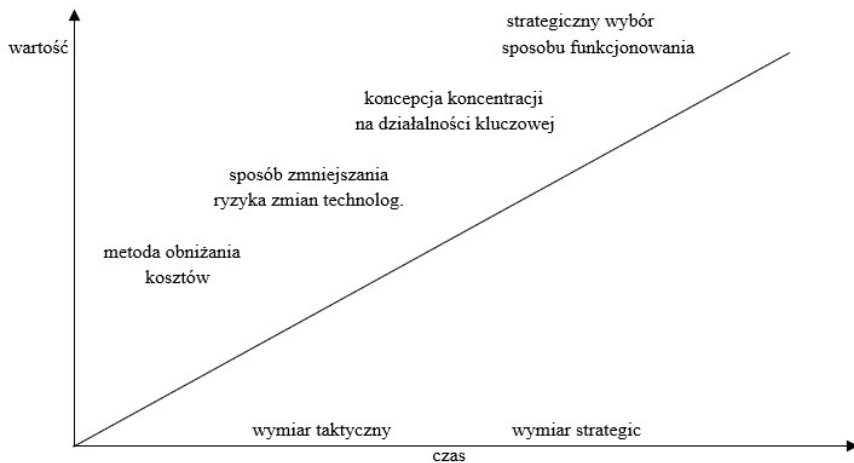 strategiczny wybór
wartość
sposobu funkcjonowania
koncepcja koncentracji
na działalności kluczowej
sposób zmniejszania
ryzyka zmian technolog.
metoda obniżania
kosztów
wymiar taktyczny
wymiar strategic
czas